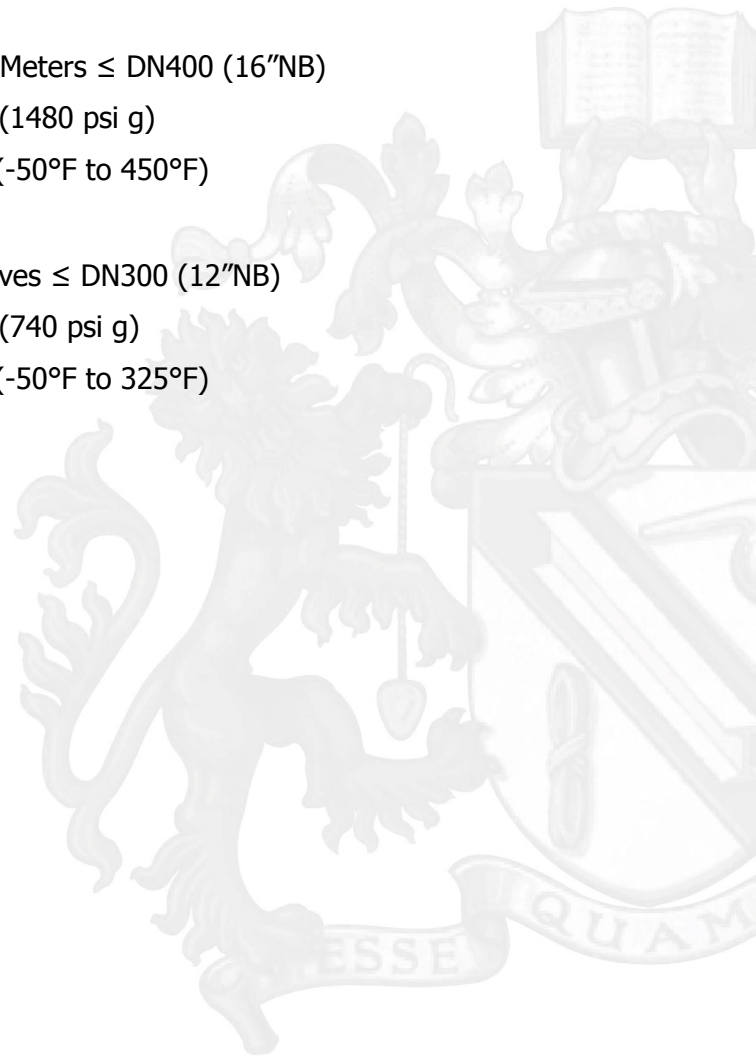 Meters ≤ DN400 (16”NB)
(1480 psi g)
(-50°F to 450°F)
ves ≤ DN300 (12”NB)
(740 psi g)
(-50°F to 325°F)
ESSE QUAM